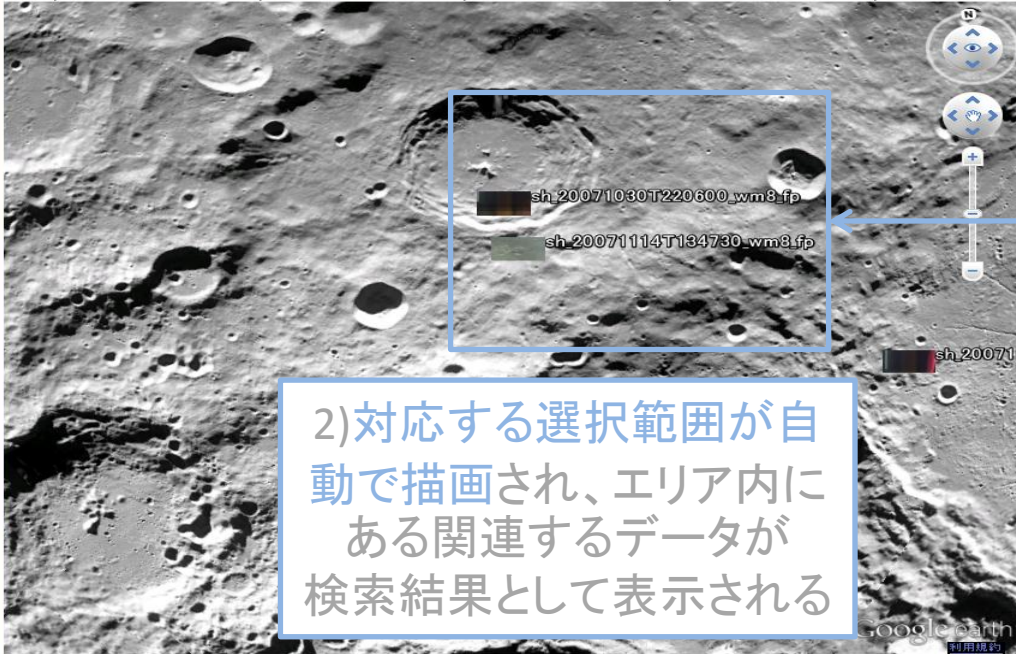 N
sh_20071030T220600_wm8_fp
sh_20071114T134730_wm8_fp
sh_20071
2)対応する選択範囲が自
動で描画され、エリア内に
ある関連するデータが
検索結果として表示される
Google earth
利用規約